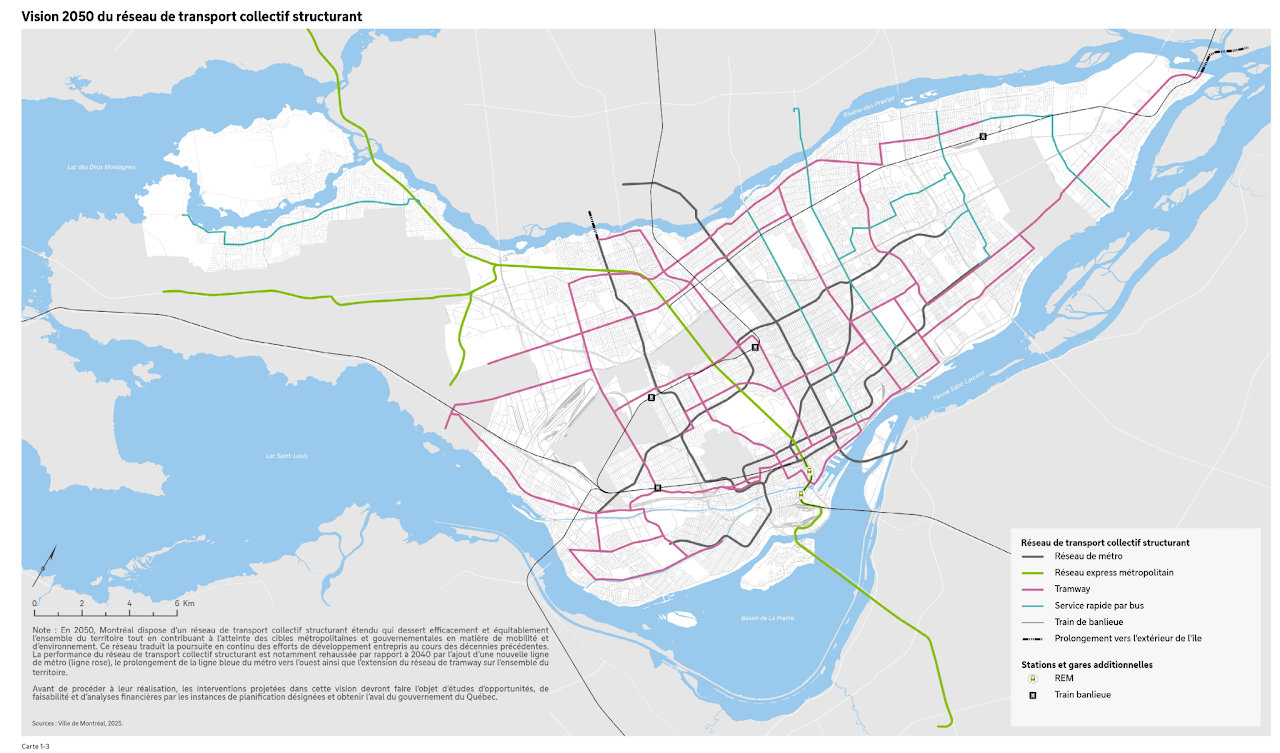 Vision 2050 du réseau de transport collectif structurant
Rivière-des-Prairies
Lac des Deux Montagnes
Fleuve Saint-Laurent
Lac Saint-Louis
Bassin de La Prairie
0 2 4 6 Km
Note : En 2050, Montréal dispose d'un réseau de transport collectif structurant étendu qui dessert efficacement et équitablement
l'ensemble du territoire tout en contribuant à l'atteinte des cibles métropolitaines et gouvernementales en matière de mobilité et
d'environnement. Ce réseau traduit la poursuite en continu des efforts de développement entrepris au cours des décennies précédentes.
La performance du réseau de transport collectif structurant est notamment rehaussée par rapport à 2040 par l'ajout d'une nouvelle ligne
de métro (ligne rose), le prolongement de la ligne bleue du métro vers l'ouest ainsi que l'extension du réseau de tramway sur l'ensemble du
territoire.
Avant de procéder à leur réalisation, les interventions projetées dans cette vision devront faire l'objet d'études d'opportunités, de
faisabilité et d'analyses financières par les instances de planification désignées et obtenir l'aval du gouvernement du Québec.
Sources : Ville de Montréal, 2025.
Carte 1-3
Réseau de transport collectif structurant
Réseau de métro
Réseau express métropolitain
Tramway
Service rapide par bus
Train de banlieue
Prolongement vers l'extérieur de l'île
Stations et gares additionnelles
REM
Train banlieue